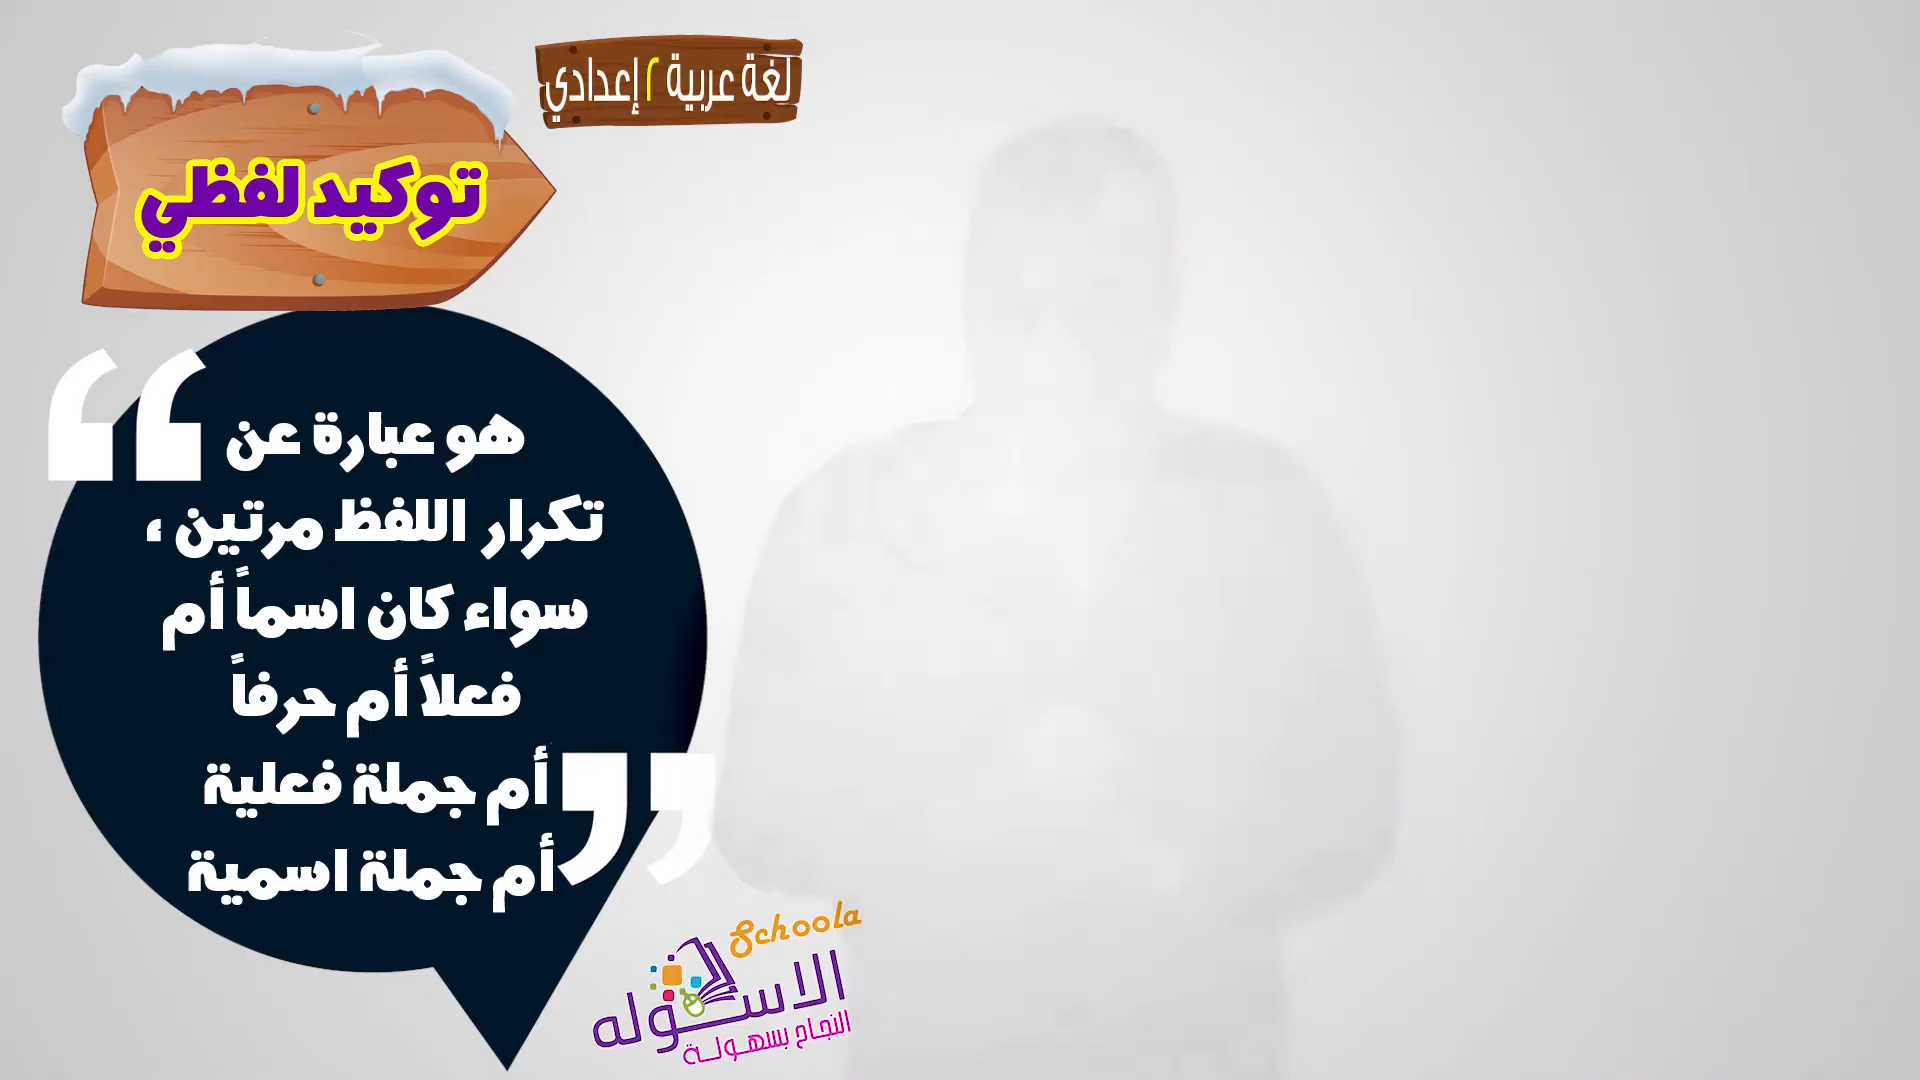 لغة عربية ٢ إعدادي
توكيد لفظي
هو عبارة عن
تكرار اللفظ مرتين ،
سواء كان اسماً أم
فعلاً أم حرفاً
أم جملة فعلية
أم جملة اسمية
Schoola
الاسكوله
النجاح بسهولة